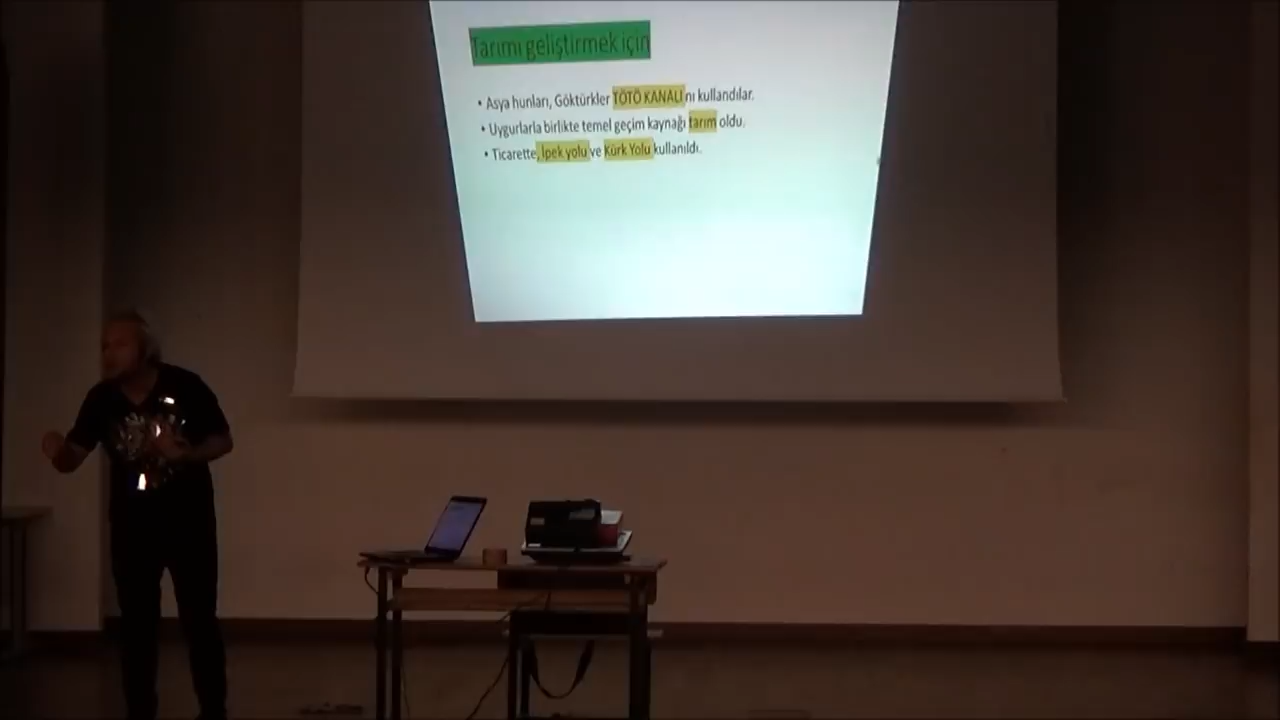 Tarımı geliştirmek için
• Asya hunları, Göktürkler TÖTÖ KANALI nı kullandılar.
• Uygurlarla birlikte temel geçim kaynağı tarım oldu.
• Ticarette, İpek yolu ve Kürk Yolu kullanıldı.